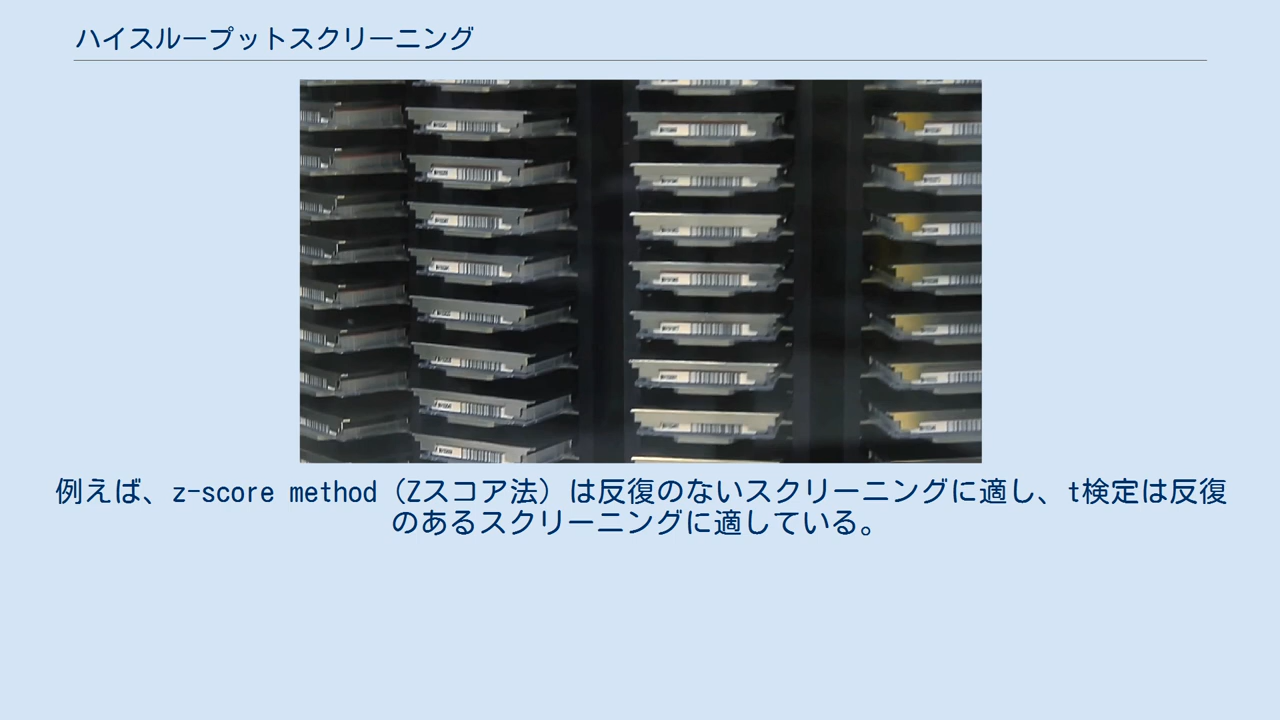 ハイスループットスクリーニング
例えば、z-score method（Zスコア法）は反復のないスクリーニングに適し、t検定は反復
のあるスクリーニングに適している。